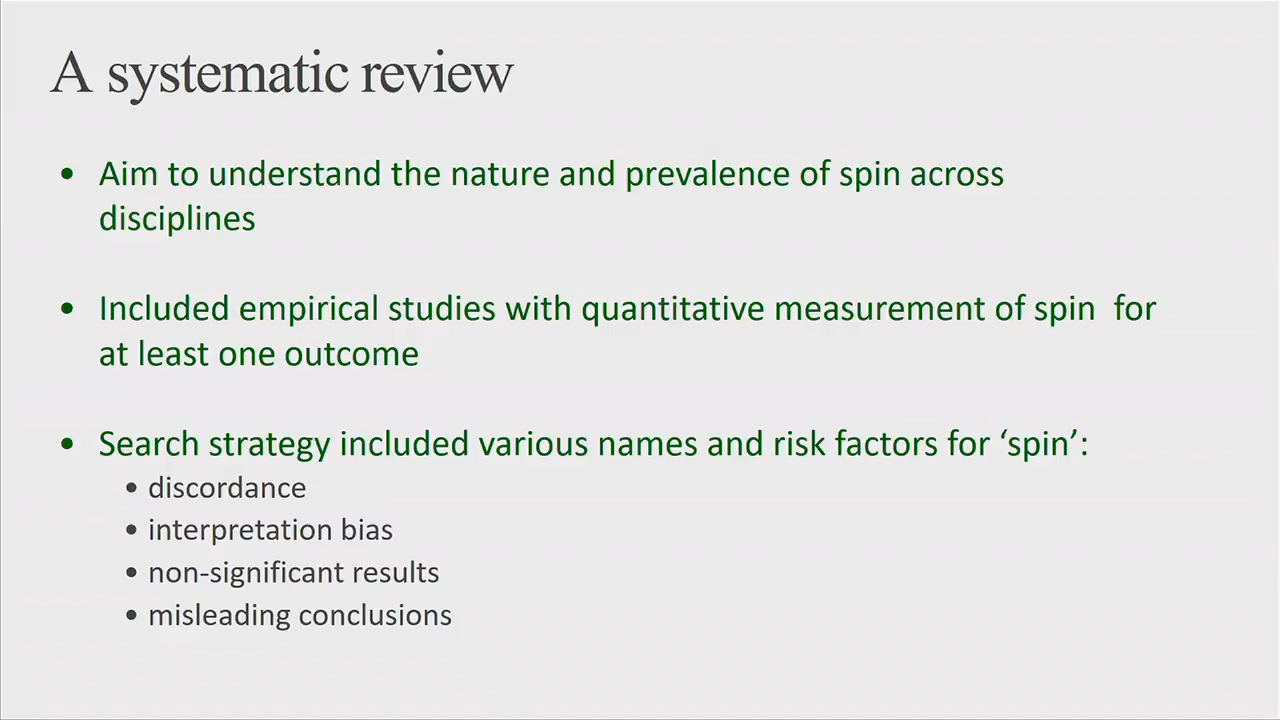 A systematic review
• Aim to understand the nature and prevalence of spin across
disciplines
• Included empirical studies with quantitative measurement of spin  for
at least one outcome
• Search strategy included various names and risk factors for ‘spin’:
• discordance
• interpretation bias
• non-significant results
• misleading conclusions